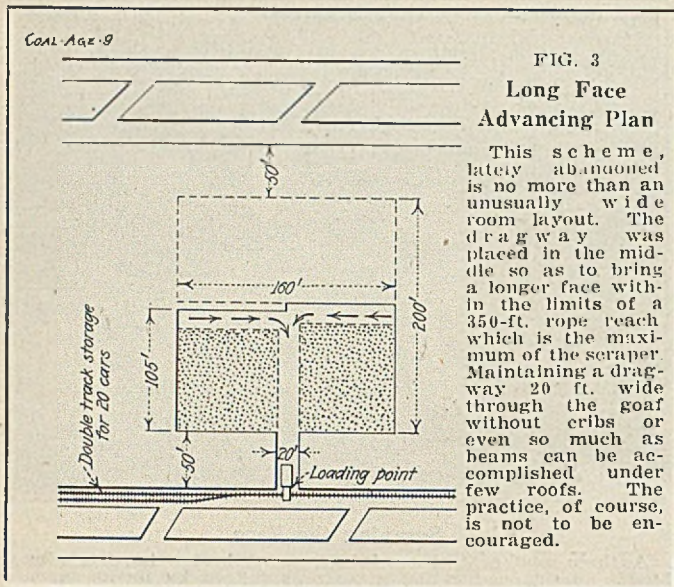 COAL-AGE-9
50'
160'
200'
105'
Double track storage
for 20 cars
50'
20'
Loading point
FIG. 3
Long Face
Advancing Plan
This scheme,
lately abandoned
is no more than an
unusually wide
room layout. The
dragway was
placed in the mid-
dle so as to bring
a longer face with-
in the limits of a
350-ft. rope reach
which is the maxi-
mum of the scraper.
Maintaining a drag-
way 20 ft. wide
through the goaf
without cribs or
even so much as
beams can be ac-
complished under
few roofs. The
practice, of course,
is not to be en-
couraged.